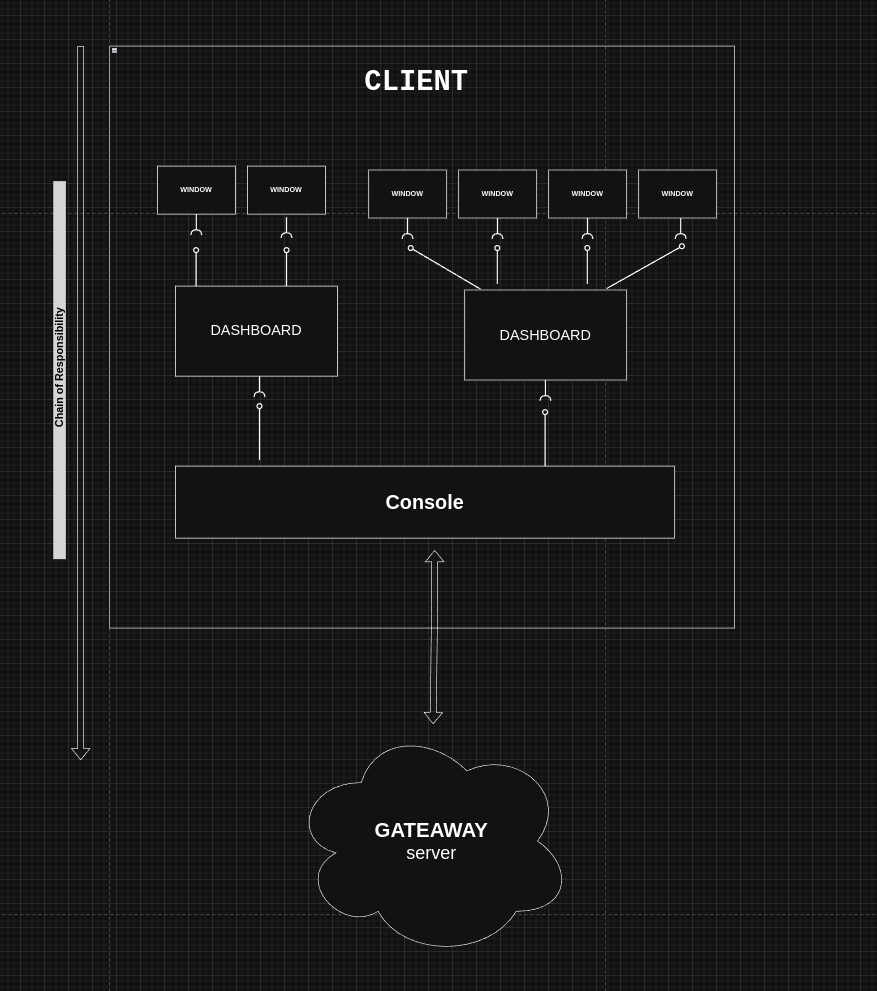 CLIENT
WINDOW
WINDOW
WINDOW
WINDOW
WINDOW
WINDOW
DASHBOARD
DASHBOARD
Chain of Responsibility
Console
GATEAWAY
server